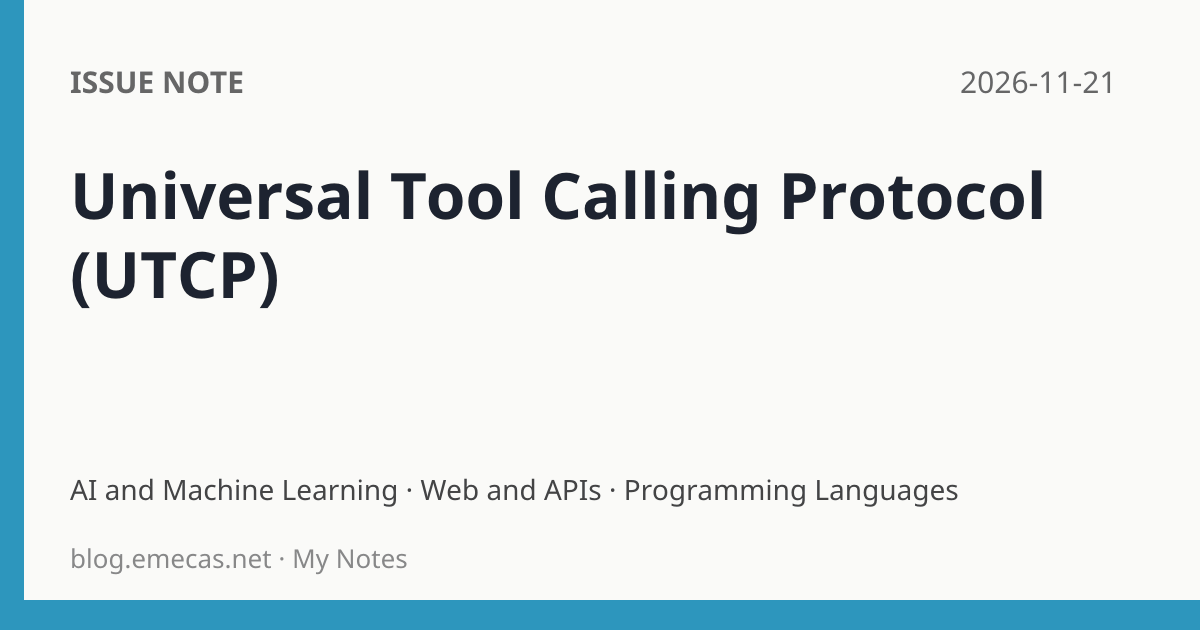 ISSUE NOTE
2026-11-21
Universal Tool Calling Protocol
(UTCP)
AI and Machine Learning · Web and APIs · Programming Languages
blog.emecas.net · My Notes